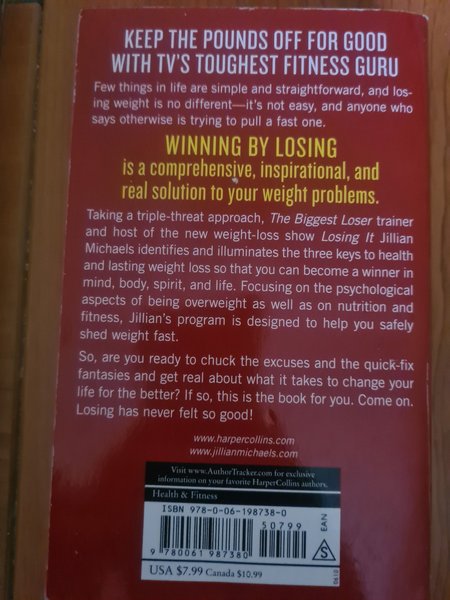 KEEP THE POUNDS OFF FOR GOOD
WITH TV'S TOUGHEST FITNESS GURU
Few things in life are simple and straightforward, and los-
ing weight is no different—it's not easy, and anyone who
says otherwise is trying to pull a fast one.
WINNING BY LOSING
is a comprehensive, inspirational, and
real solution to your weight problems.
Taking a triple-threat approach, The Biggest Loser trainer
and host of the new weight-loss show Losing It Jillian
Michaels identifies and illuminates the three keys to health
and lasting weight loss so that you can become a winner in
mind, body, spirit, and life. Focusing on the psychological
aspects of being overweight as well as on nutrition and
fitness, Jillian's program is designed to help you safely
shed weight fast.
So, are you ready to chuck the excuses and the quick-fix
fantasies and get real about what it takes to change your
life for the better? If so, this is the book for you. Come on.
Losing has never felt so good!
www.harpercollins.com
www.jillianmichaels.com
Visit www.AuthorTracker.com for exclusive
information on your favorite HarperCollins authors.
Health & Fitness
ISBN 978-0-06-198738-0
50799
EAN
S
9 780061 987380
0610
USA $7.99 Canada $10.99